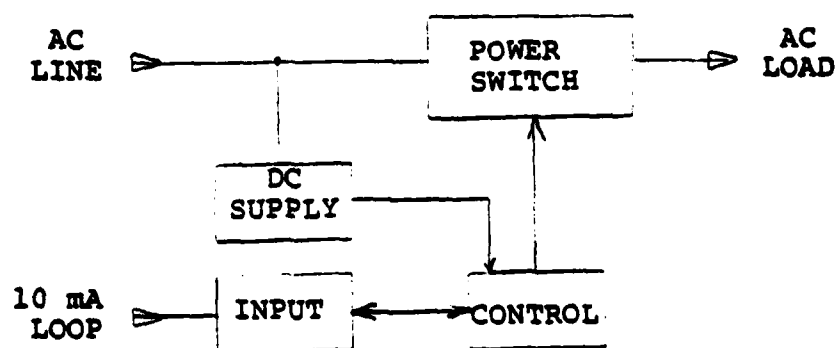 AC
LINE
POWER
SWITCH
AC
LOAD
DC
SUPPLY
10 mA
LOOP
INPUT
CONTROL